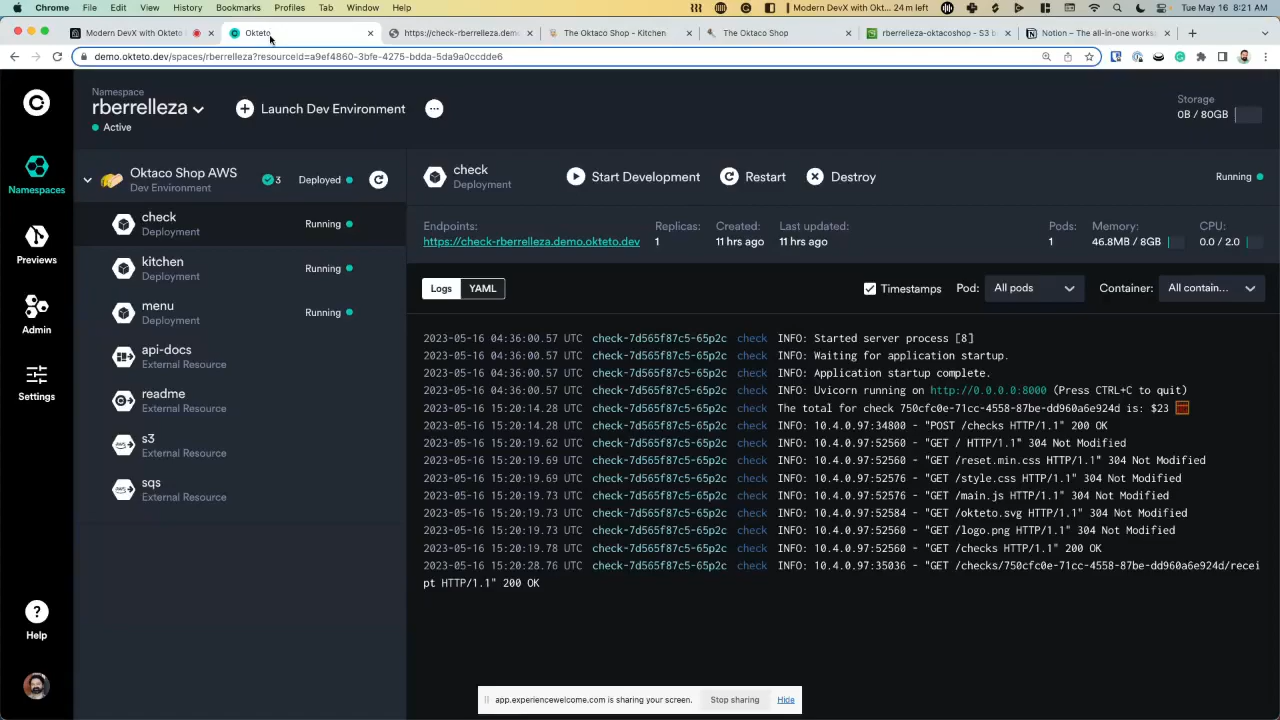 Chrome File Edit View History Bookmarks Profiles Tab Window Help Modern DevX with Okt... 24 m left Tue May 16 8:21 AM
Modern DevX with Okteto Okteto https://check-rberrelleza.demo The Oktaco Shop - Kitchen The Oktaco Shop rberrelleza-oktacoshop - S3 b Notion – The all-in-one works
demo.okteto.dev/spaces/rberrelleza?resourceId=a9ef4860-3bfe-4275-bdda-5da9a0ccdde6
Namespace
rberrelleza
Active
Launch Dev Environment
Storage
0B / 80GB
Namespaces
Previews
Admin
Settings
Help
Oktaco Shop AWS
Dev Environment
3 Deployed
check
Deployment
Running
kitchen
Deployment
Running
menu
Deployment
Running
api-docs
External Resource
readme
External Resource
s3
External Resource
sqs
External Resource
check
Deployment
Start Development Restart Destroy
Running
Endpoints: Replicas: Created: Last updated: Pods: Memory: CPU:
https://check-rberrelleza.demo.okteto.dev 1 11 hrs ago 11 hrs ago 1 46.8MB / 8GB 0.0 / 2.0
Logs YAML Timestamps Pod: All pods Container: All contain...
2023-05-16 04:36:00.57 UTC check-7d565f87c5-65p2c check INFO: Started server process [8]
2023-05-16 04:36:00.57 UTC check-7d565f87c5-65p2c check INFO: Waiting for application startup.
2023-05-16 04:36:00.57 UTC check-7d565f87c5-65p2c check INFO: Application startup complete.
2023-05-16 04:36:00.57 UTC check-7d565f87c5-65p2c check INFO: Uvicorn running on http://0.0.0.0:8000 (Press CTRL+C to quit)
2023-05-16 15:20:14.28 UTC check-7d565f87c5-65p2c check The total for check 750cfc0e-71cc-4558-87be-dd960a6e924d is: $23
2023-05-16 15:20:14.28 UTC check-7d565f87c5-65p2c check INFO: 10.4.0.97:34800 - "POST /checks HTTP/1.1" 200 OK
2023-05-16 15:20:19.62 UTC check-7d565f87c5-65p2c check INFO: 10.4.0.97:52560 - "GET / HTTP/1.1" 304 Not Modified
2023-05-16 15:20:19.69 UTC check-7d565f87c5-65p2c check INFO: 10.4.0.97:52560 - "GET /reset.min.css HTTP/1.1" 304 Not Modified
2023-05-16 15:20:19.69 UTC check-7d565f87c5-65p2c check INFO: 10.4.0.97:52576 - "GET /style.css HTTP/1.1" 304 Not Modified
2023-05-16 15:20:19.73 UTC check-7d565f87c5-65p2c check INFO: 10.4.0.97:52576 - "GET /main.js HTTP/1.1" 304 Not Modified
2023-05-16 15:20:19.73 UTC check-7d565f87c5-65p2c check INFO: 10.4.0.97:52584 - "GET /okteto.svg HTTP/1.1" 304 Not Modified
2023-05-16 15:20:19.73 UTC check-7d565f87c5-65p2c check INFO: 10.4.0.97:52560 - "GET /logo.png HTTP/1.1" 304 Not Modified
2023-05-16 15:20:19.78 UTC check-7d565f87c5-65p2c check INFO: 10.4.0.97:52560 - "GET /checks HTTP/1.1" 200 OK
2023-05-16 15:20:28.76 UTC check-7d565f87c5-65p2c check INFO: 10.4.0.97:35036 - "GET /checks/750cfc0e-71cc-4558-87be-dd960a6e924d/recei
pt HTTP/1.1" 200 OK
app.experiencewelcome.com is sharing your screen. Stop sharing Hide